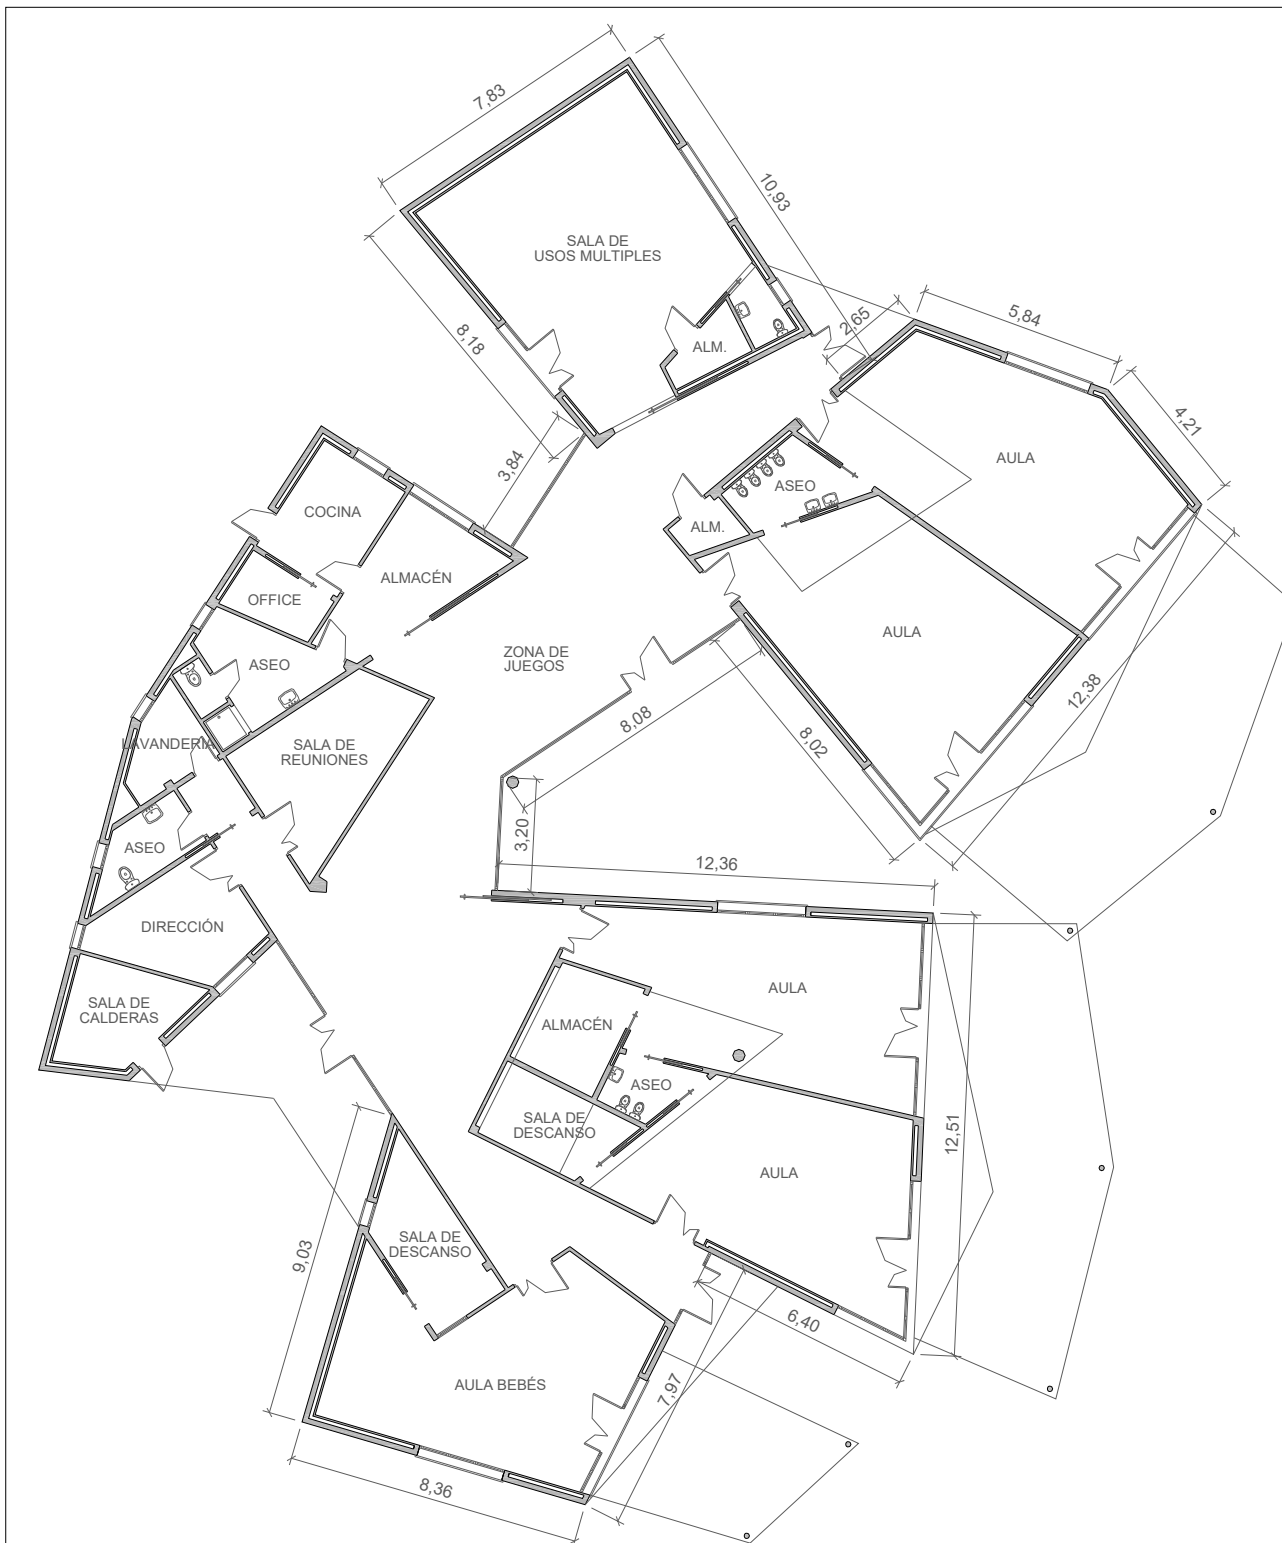 7,83
10,93
SALA DE
USOS MULTIPLES
8,18
2,65
5,84
ALM.
4,21
3,84
AULA
COCINA
ASEO
ALM.
ALMACÉN
OFFICE
AULA
ZONA DE
JUEGOS
ASEO
12,38
8,08
8,02
LAVANDERIA
SALA DE
REUNIONES
3,20
ASEO
12,36
DIRECCIÓN
AULA
SALA DE
CALDERAS
ALMACÉN
ASEO
SALA DE
DESCANSO
12,51
AULA
9,03
SALA DE
DESCANSO
6,40
AULA BEBÉS
7,97
8,36